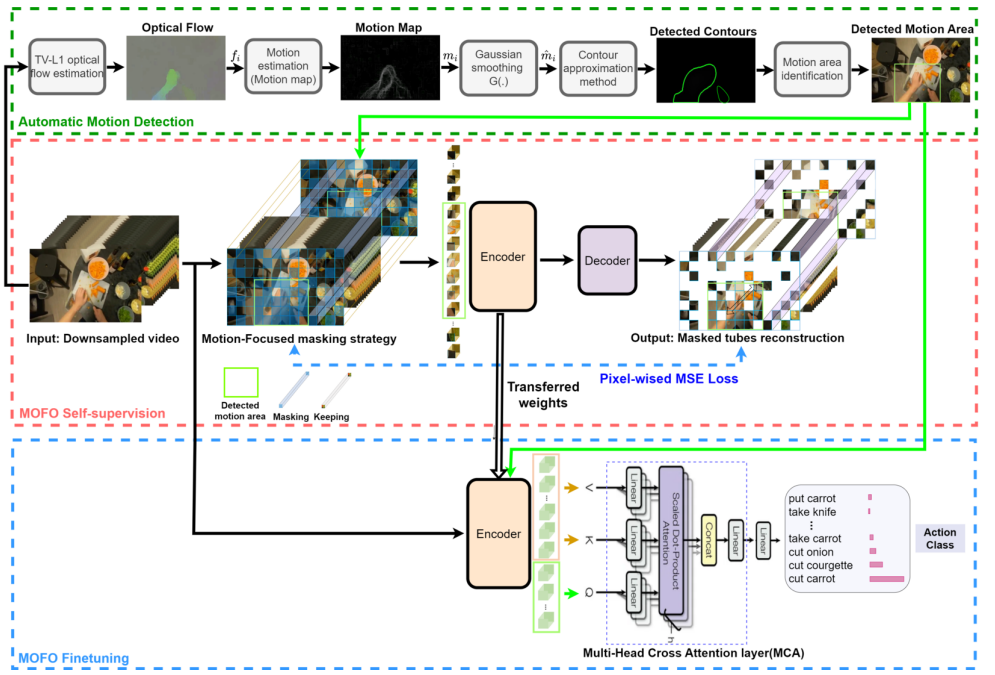 Optical Flow
Motion Map
Detected Contours
Detected Motion Area
TV-L1 optical
flow estimation
f_i
Motion
estimation
(Motion map)
m_i
Gaussian
smoothing
G(.)
m̂_i
Contour
approximation
method
Motion area
identification
Automatic Motion Detection
Encoder
Decoder
Input: Downsampled video
Motion-Focused masking strategy
Output: Masked tubes reconstruction
Pixel-wised MSE Loss
Detected
motion area
Masking
Keeping
Transferred
weights
MOFO Self-supervision
Encoder
V
K
Q
Linear
Linear
Linear
Scaled Dot-Product
Attention
h
Concat
Linear
Linear
put carrot
take knife
⋮
take carrot
cut onion
cut courgette
cut carrot
Action
Class
Multi-Head Cross Attention layer(MCA)
MOFO Finetuning